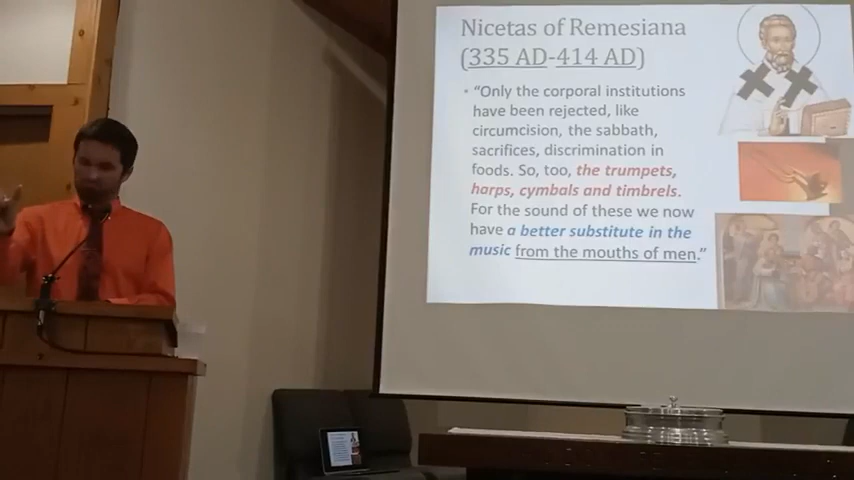 Nicetas of Remesiana
(335 AD-414 AD)
• “Only the corporal institutions
have been rejected, like
circumcision, the sabbath,
sacrifices, discrimination in
foods. So, too, the trumpets,
harps, cymbals and timbrels.
For the sound of these we now
have a better substitute in the
music from the mouths of men.”